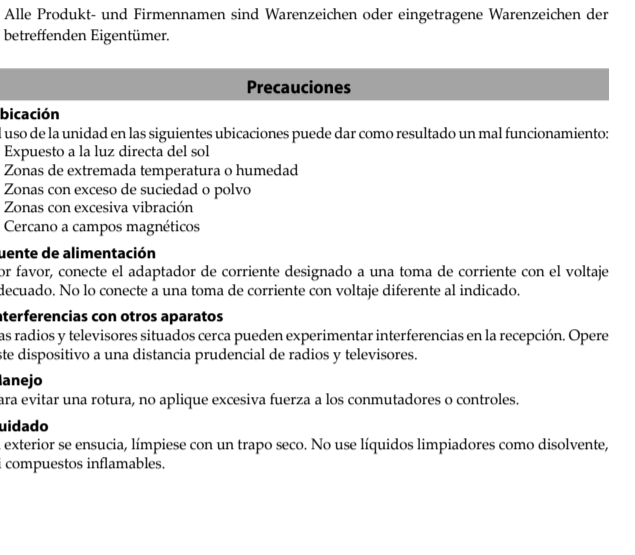 Alle Produkt- und Firmennamen sind Warenzeichen oder eingetragene Warenzeichen der
betreffenden Eigentümer.
Precauciones
bicación
l uso de la unidad en las siguientes ubicaciones puede dar como resultado un mal funcionamiento:
Expuesto a la luz directa del sol
Zonas de extremada temperatura o humedad
Zonas con exceso de suciedad o polvo
Zonas con excesiva vibración
Cercano a campos magnéticos
uente de alimentación
or favor, conecte el adaptador de corriente designado a una toma de corriente con el voltaje
decuado. No lo conecte a una toma de corriente con voltaje diferente al indicado.
nterferencias con otros aparatos
as radios y televisores situados cerca pueden experimentar interferencias en la recepción. Opere
ste dispositivo a una distancia prudencial de radios y televisores.
anejo
ara evitar una rotura, no aplique excesiva fuerza a los conmutadores o controles.
uidado
exterior se ensucia, límpiese con un trapo seco. No use líquidos limpiadores como disolvente,
compuestos inflamables.